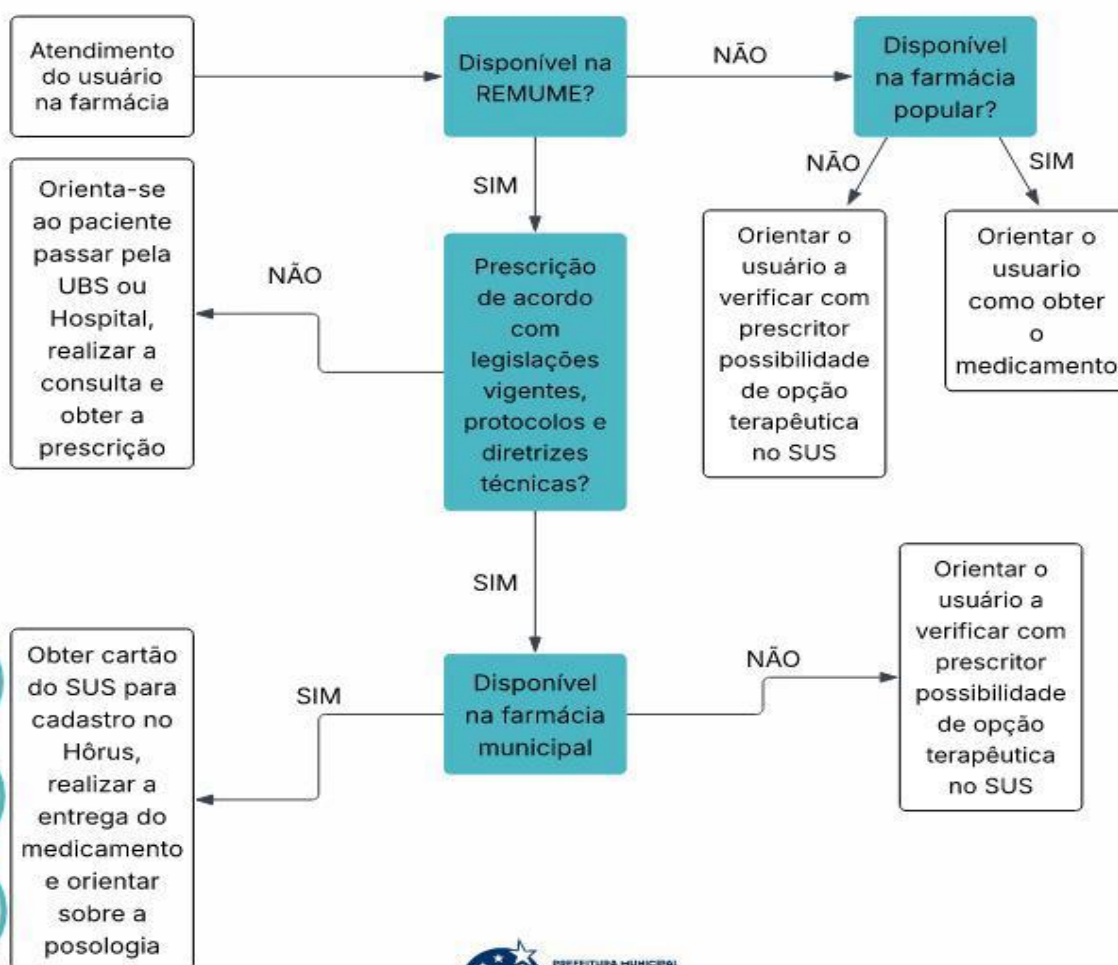 Atendimento
do usuário
na farmácia
Disponível na
REMUME?
NÃO
Disponível
na farmácia
popular?
SIM
NÃO
SIM
Orienta-se
ao paciente
passar pela
UBS ou
Hospital,
realizar a
consulta e
obter a
prescrição
NÃO
Prescrição
de acordo
com
legislações
vigentes,
protocolos e
diretrizes
técnicas?
Orientar o
usuário a
verificar com
prescritor
possibilidade
de opção
terapêutica
no SUS
Orientar o
usuario
como obter
o
medicamento
SIM
Obter cartão
do SUS para
cadastro no
Hôrus,
realizar a
entrega do
medicamento
e orientar
sobre a
posologia
SIM
Disponível
na farmácia
municipal
NÃO
Orientar o
usuário a
verificar com
prescritor
possibilidade
de opção
terapêutica
no SUS
PREFEITURA MUNICIPAL